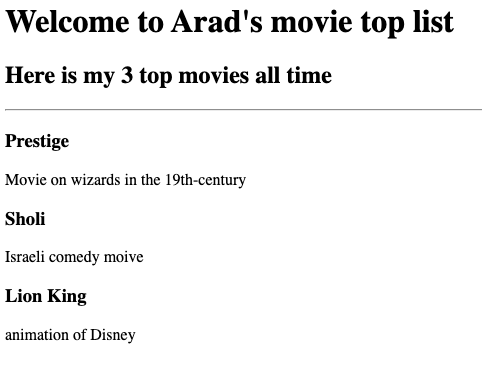 Welcome to Arad's movie top list
Here is my 3 top movies all time
Prestige
Movie on wizards in the 19th-century
Sholi
Israeli comedy moive
Lion King
animation of Disney